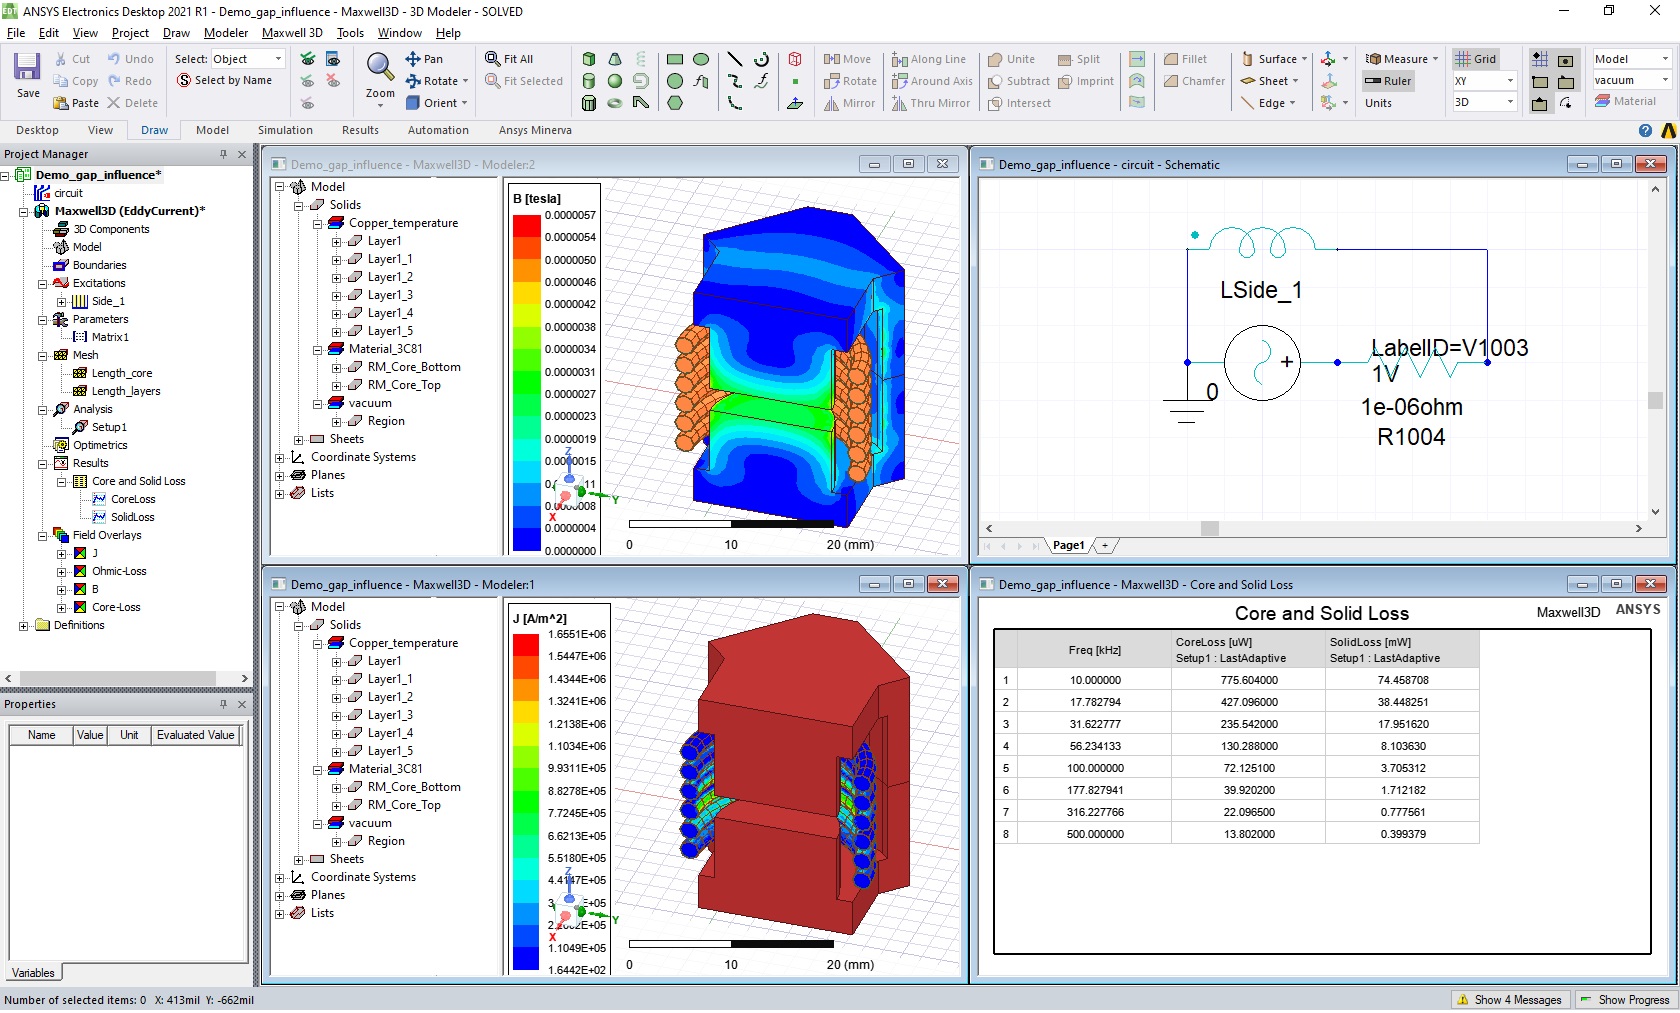 ANSYS Electronics Desktop 2021 R1 - Demo_gap_influence - Maxwell3D - 3D Modeler - SOLVED
File Edit View Project Draw Modeler Maxwell 3D Tools Window Help
Save
Cut
Copy
Paste
Undo
Redo
Delete
Select: Object
Select by Name
Zoom
Pan
Rotate
Orient
Fit All
Fit Selected
Move
Rotate
Mirror
Along Line
Around Axis
Thru Mirror
Unite
Subtract
Intersect
Split
Imprint
Fillet
Chamfer
Surface
Sheet
Edge
Measure
Ruler
Units
Grid
XY
3D
Model
vacuum
Material
Desktop View Draw Model Simulation Results Automation Ansys Minerva
Project Manager
Demo_gap_influence*
circuit
Maxwell3D (EddyCurrent)*
3D Components
Model
Boundaries
Excitations
Side_1
Parameters
Matrix1
Mesh
Length_core
Length_layers
Analysis
Setup1
Optimetrics
Results
Core and Solid Loss
CoreLoss
SolidLoss
Field Overlays
J
Ohmic-Loss
B
Core-Loss
Definitions
Properties
Name Value Unit Evaluated Value
Variables
Demo_gap_influence - Maxwell3D - Modeler:2
Model
Solids
Copper_temperature
Layer1
Layer1_1
Layer1_2
Layer1_3
Layer1_4
Layer1_5
Material_3C81
RM_Core_Bottom
RM_Core_Top
vacuum
Region
Sheets
Coordinate Systems
Planes
Lists
B [tesla]
0.0000057
0.0000054
0.0000050
0.0000046
0.0000042
0.0000038
0.0000034
0.0000031
0.0000027
0.0000023
0.0000019
0.0000015
0.0000008
0.0000004
0.0000000
Z
Y
X
0 10 20 (mm)
Demo_gap_influence - circuit - Schematic
LSide_1
LabelID=V1003
1V
0
1e-06ohm
R1004
Page1
Demo_gap_influence - Maxwell3D - Modeler:1
Model
Solids
Copper_temperature
Layer1
Layer1_1
Layer1_2
Layer1_3
Layer1_4
Layer1_5
Material_3C81
RM_Core_Bottom
RM_Core_Top
vacuum
Region
Sheets
Coordinate Systems
Planes
Lists
J [A/m^2]
1.6551E+06
1.5447E+06
1.4344E+06
1.3241E+06
1.2138E+06
1.1034E+06
9.9311E+05
8.8278E+05
7.7245E+05
6.6213E+05
5.5180E+05
4.4147E+05
1.1049E+05
1.6442E+02
Z
Y
X
0 10 20 (mm)
Demo_gap_influence - Maxwell3D - Core and Solid Loss
Core and Solid Loss Maxwell3D ANSYS
Freq [kHz] CoreLoss [uW] Setup1 : LastAdaptive SolidLoss [mW] Setup1 : LastAdaptive
1 10.000000 775.604000 74.458708
2 17.782794 427.096000 38.448251
3 31.622777 235.542000 17.951620
4 56.234133 130.288000 8.103630
5 100.000000 72.125100 3.705312
6 177.827941 39.920200 1.712182
7 316.227766 22.096500 0.777561
8 500.000000 13.802000 0.399379
Number of selected items: 0 X: 413mil Y: -662mil
Show 4 Messages
Show Progress